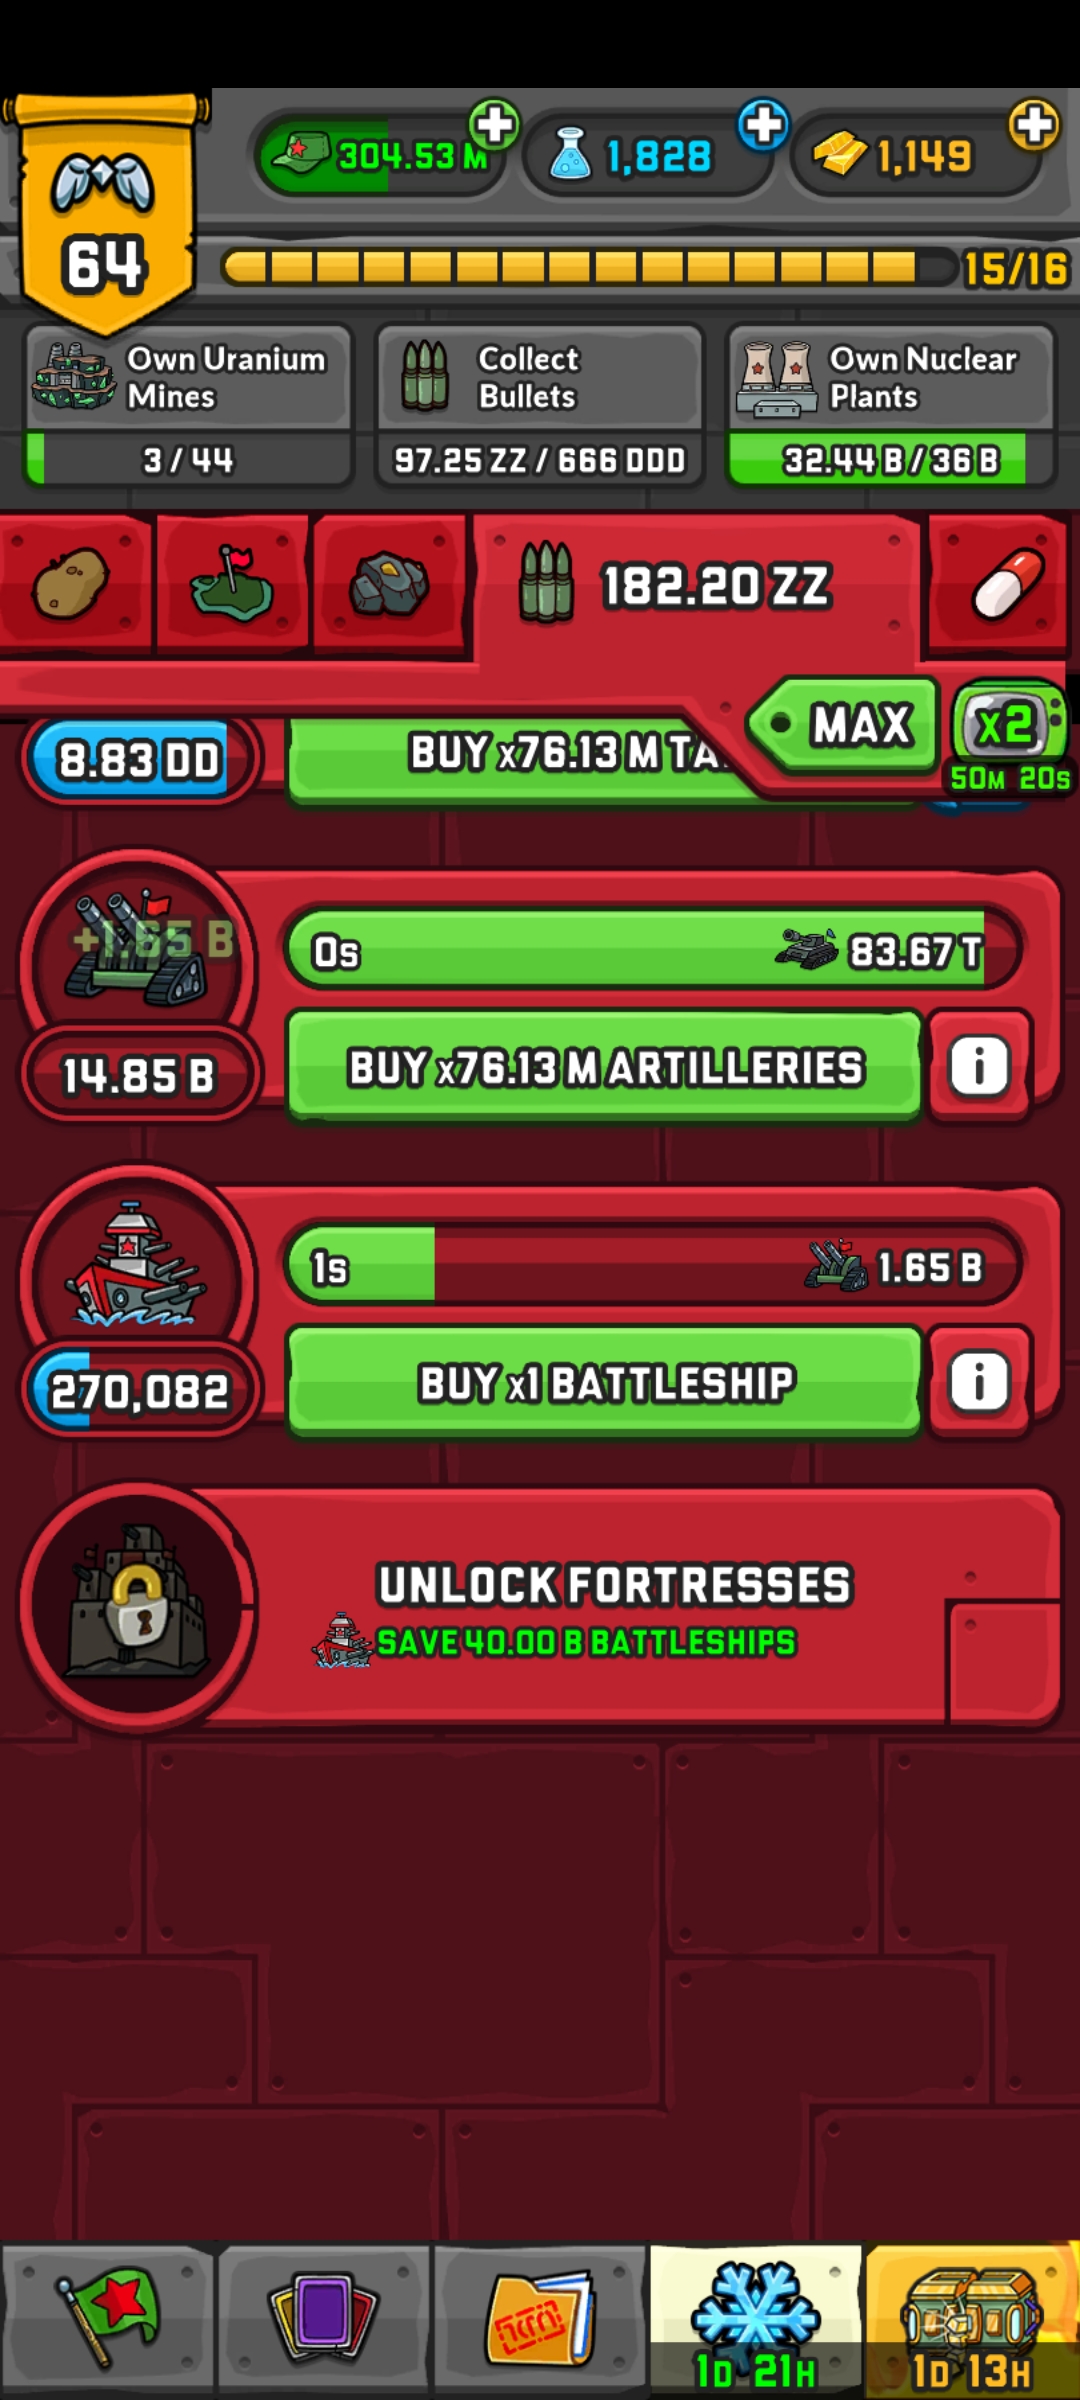 304.53 M
1,828
1,149
64
15/16
Own Uranium
Mines
3 / 44
Collect
Bullets
97.25 ZZ / 666 DDD
Own Nuclear
Plants
32.44 B / 36 B
182.20 ZZ
MAX
x2
50M 20S
8.83 DD
BUY x76.13 M TA
+1.65 B
0s
83.67 T
14.85 B
BUY x76.13 M ARTILLERIES
i
1s
1.65 B
270,082
BUY x1 BATTLESHIP
i
UNLOCK FORTRESSES
SAVE 40.00 B BATTLESHIPS
1D 21H
1D 13H